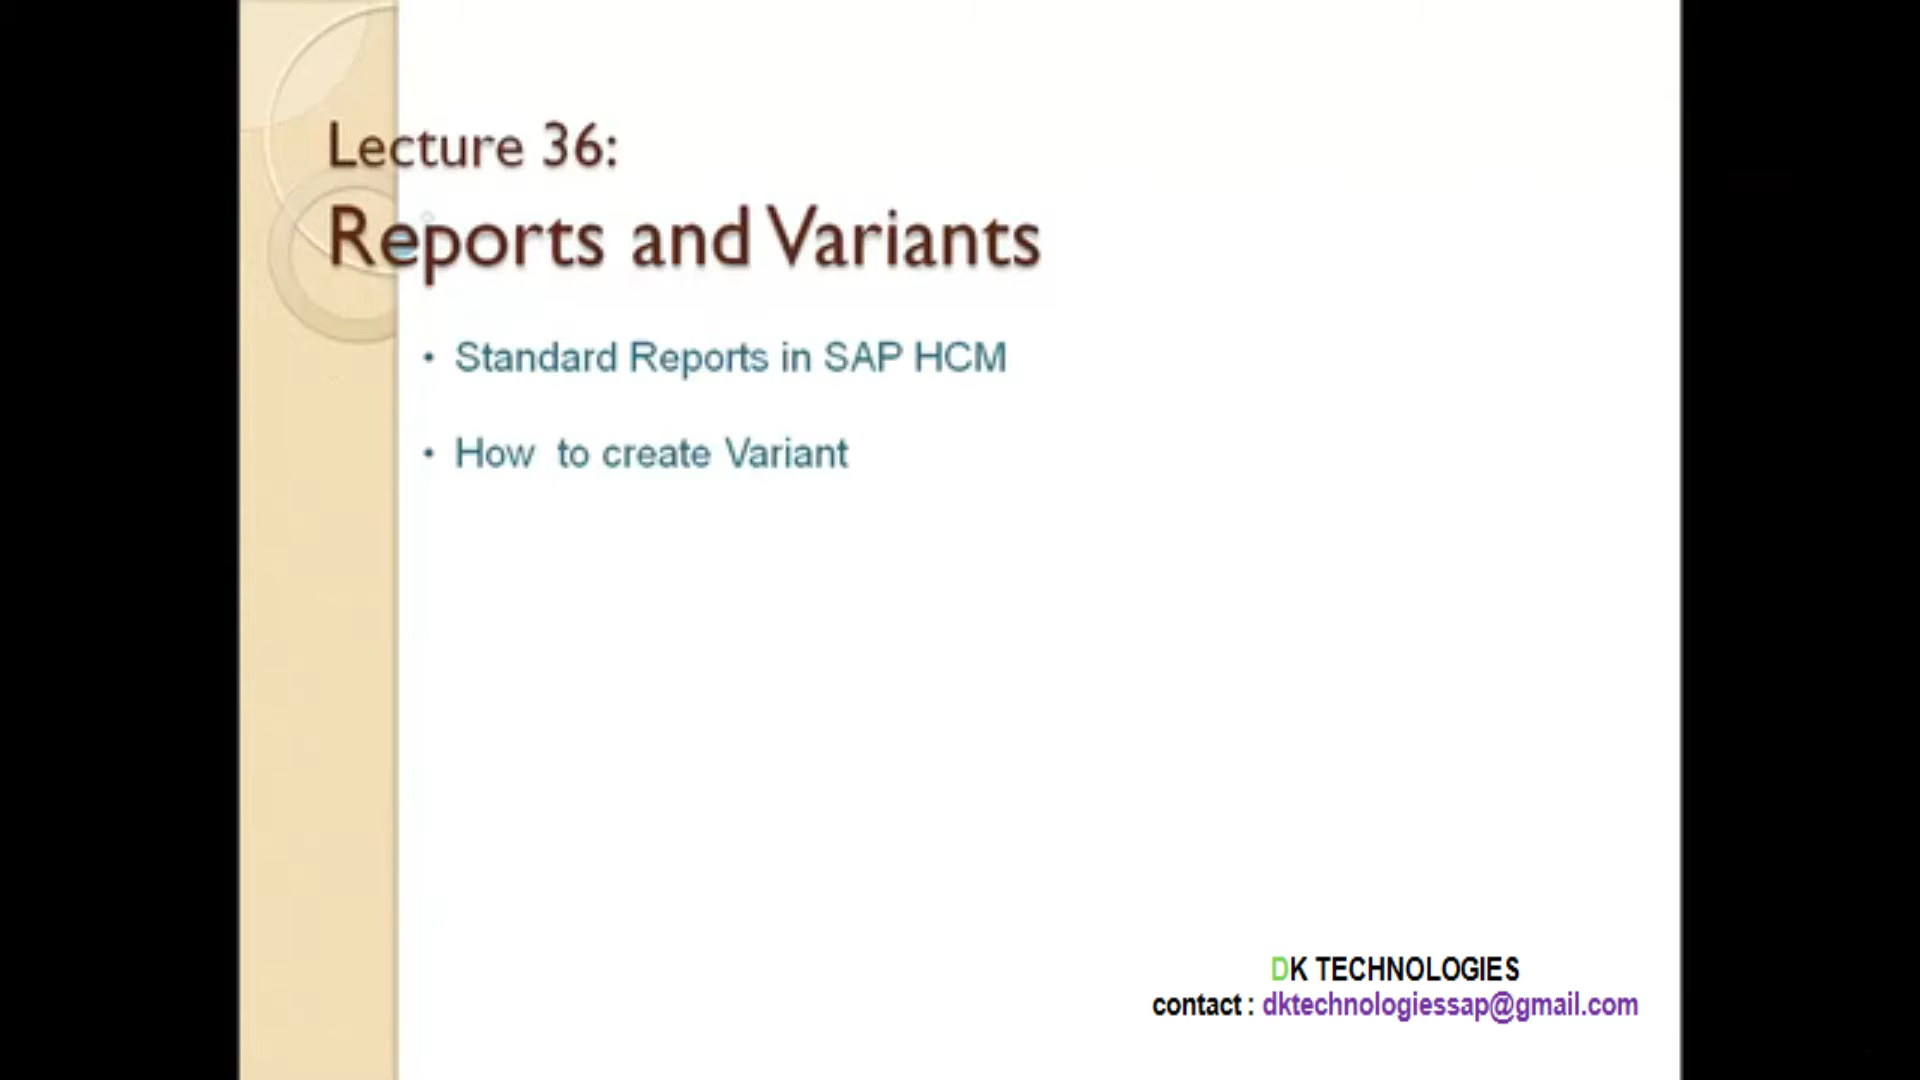 Lecture 36:
Reports and Variants
• Standard Reports in SAP HCM
• How to create Variant
DK TECHNOLOGIES
contact : dktechnologiessap@gmail.com